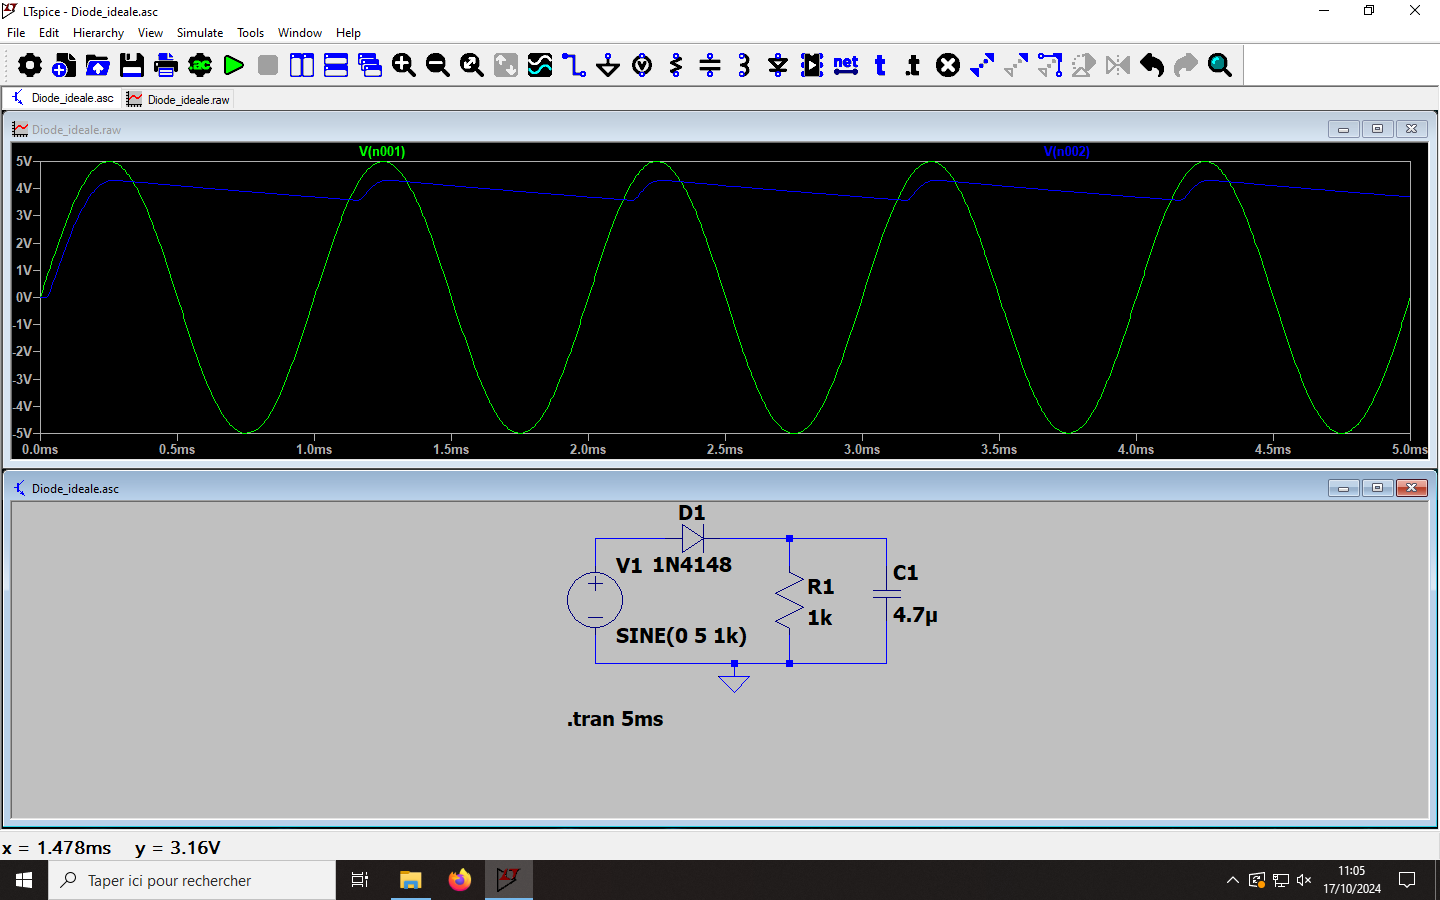 LTspice - Diode_ideale.asc
File Edit Hierarchy View Simulate Tools Window Help
.ac
net t .t
Diode_ideale.asc Diode_ideale.raw
Diode_ideale.raw
V(n001) V(n002)
5V
4V
3V
2V
1V
0V
-1V
-2V
-3V
-4V
-5V
0.0ms 0.5ms 1.0ms 1.5ms 2.0ms 2.5ms 3.0ms 3.5ms 4.0ms 4.5ms 5.0ms
Diode_ideale.asc
D1
V1 1N4148
C1
R1
1k
4.7µ
SINE(0 5 1k)
.tran 5ms
x = 1.478ms y = 3.16V
Taper ici pour rechercher
11:05
17/10/2024